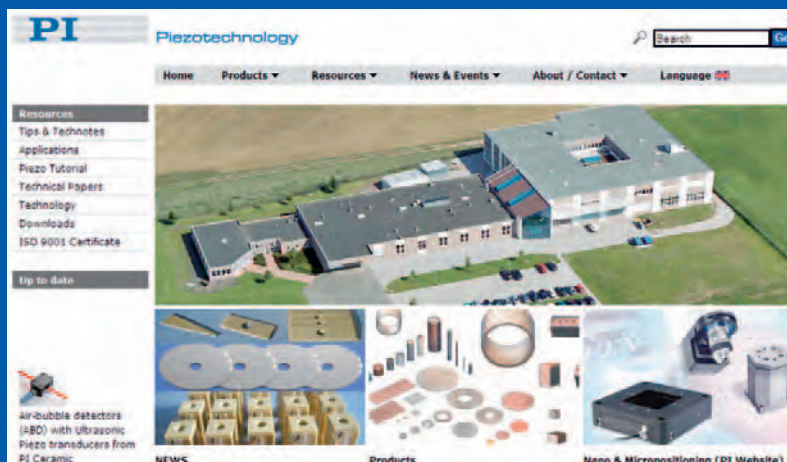 PI
Piezotechnology
Search
Go
Home Products Resources News & Events About / Contact Language
Resources
Tips & Technotes
Applications
Piezo Tutorial
Technical Papers
Technology
Downloads
ISO 9001 Certificate
Up to date
Air-bubble detectors
(ABD) with Ultrasonic
Piezo transducers from
PI Ceramic
NEWS
Products
Nano & Micropositioning (PI Website)